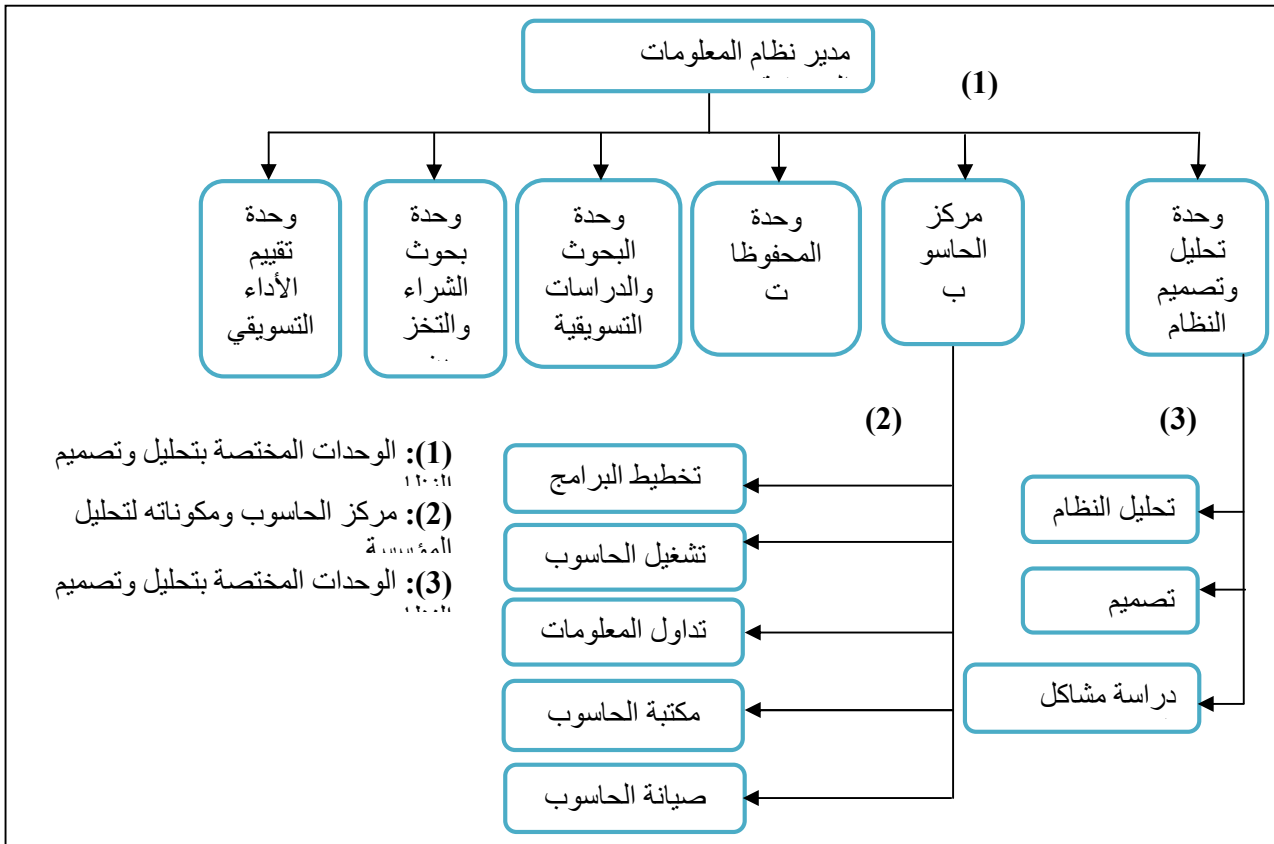 مدير نظام المعلومات
(1)
وحدة
تحليل
وتصميم
النظام
مركز
الحاسو
ب
وحدة
المحفوظا
ت
وحدة
البحوث
والدراسات
التسويقية
وحدة
بحوث
الشراء
والتخز
وحدة
تقييم
الأداء
التسويقي
(3)
(2)
تحليل النظام
تصميم
دراسة مشاكل
تخطيط البرامج
تشغيل الحاسوب
تداول المعلومات
مكتبة الحاسوب
صيانة الحاسوب
(1): الوحدات المختصة بتحليل وتصميم
(2): مركز الحاسوب ومكوناته لتحليل
المؤسسة
(3): الوحدات المختصة بتحليل وتصميم